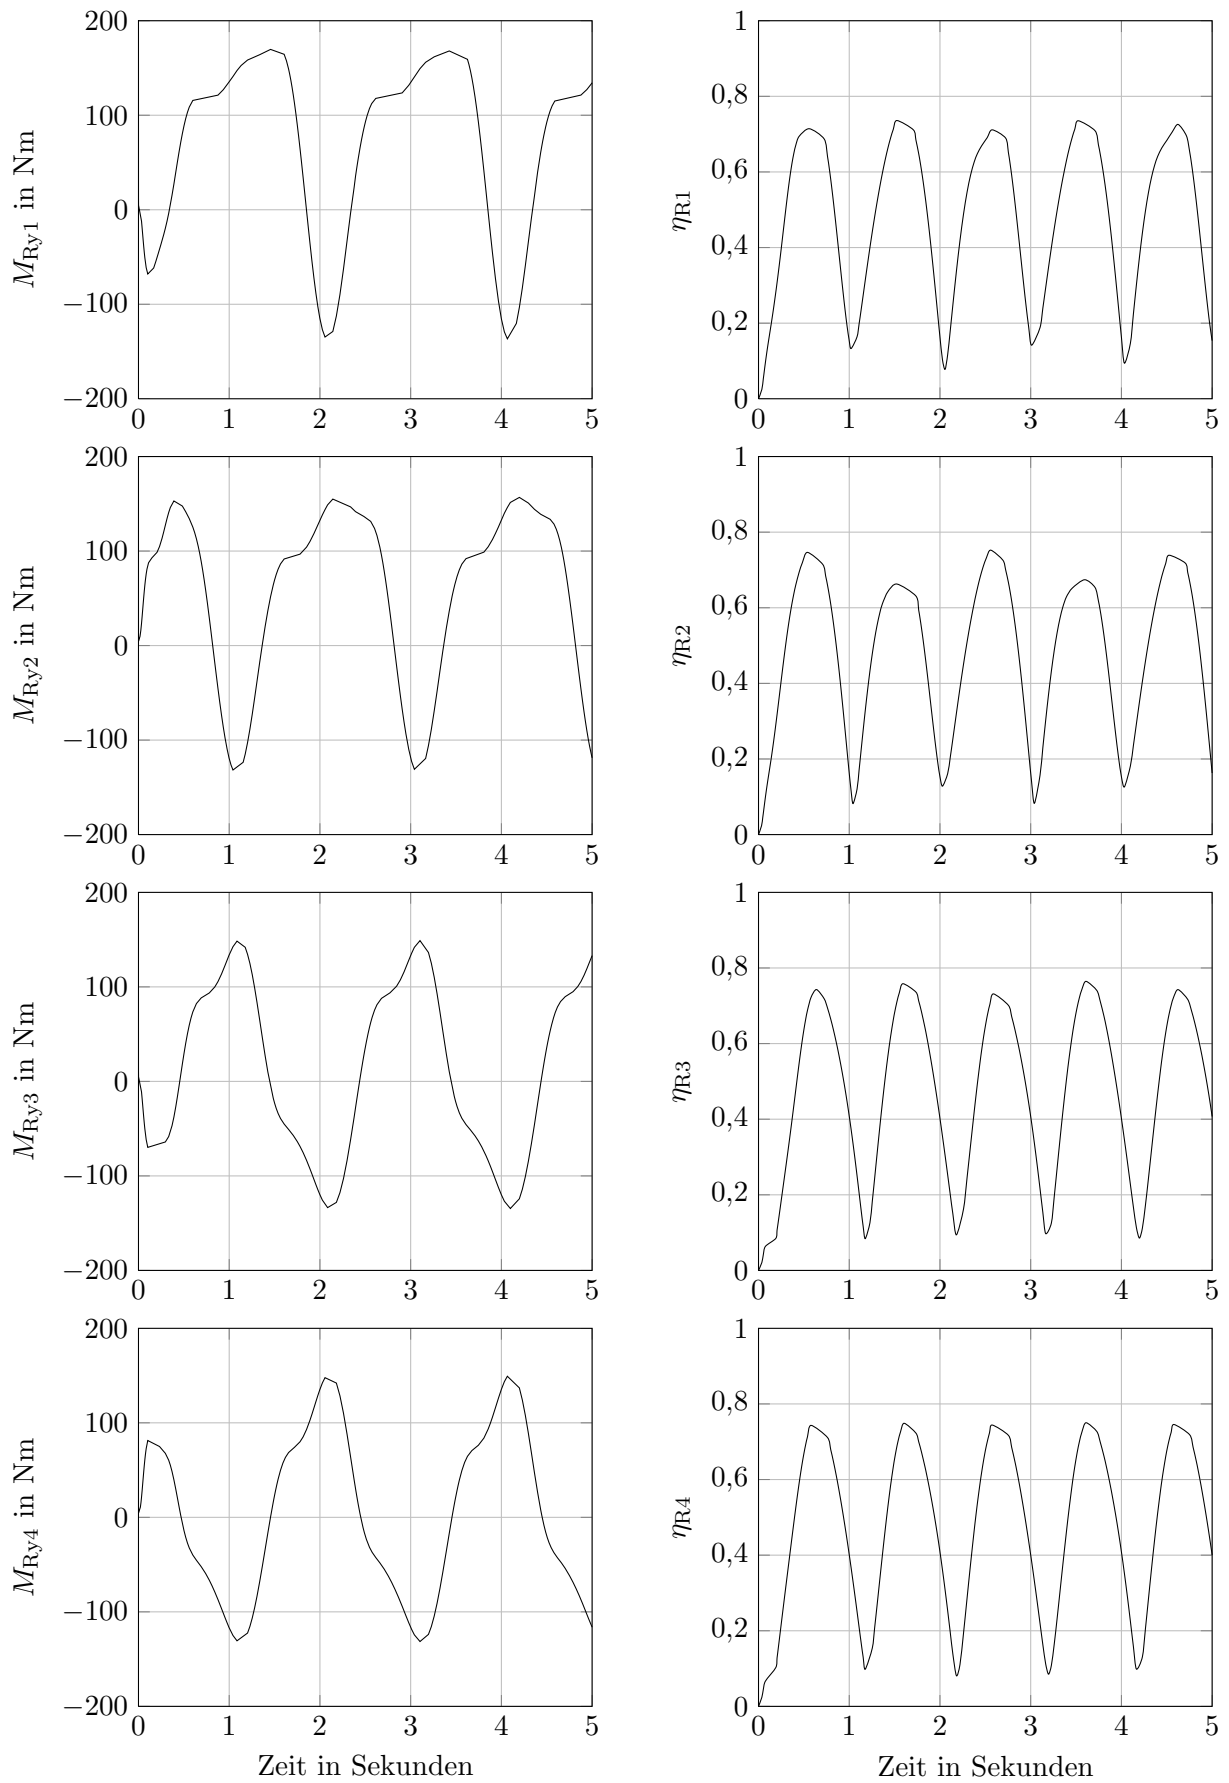 200
100
0
−100
−200
0 1 2 3 4 5
M_Ry1 in Nm
1
0,8
0,6
0,4
0,2
0
0 1 2 3 4 5
η_R1
200
100
0
−100
−200
0 1 2 3 4 5
M_Ry2 in Nm
1
0,8
0,6
0,4
0,2
0
0 1 2 3 4 5
η_R2
200
100
0
−100
−200
0 1 2 3 4 5
M_Ry3 in Nm
1
0,8
0,6
0,4
0,2
0
0 1 2 3 4 5
η_R3
200
100
0
−100
−200
0 1 2 3 4 5
M_Ry4 in Nm
Zeit in Sekunden
1
0,8
0,6
0,4
0,2
0
0 1 2 3 4 5
η_R4
Zeit in Sekunden